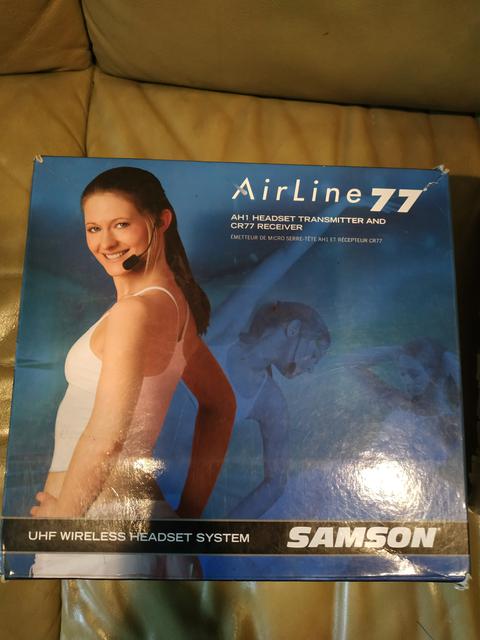 AirLine 77
AH1 HEADSET TRANSMITTER AND
CR77 RECEIVER
ÉMETTEUR DE MICRO SERRE-TÊTE AH1 ET RÉCEPTEUR CR77
UHF WIRELESS HEADSET SYSTEM
SAMSON